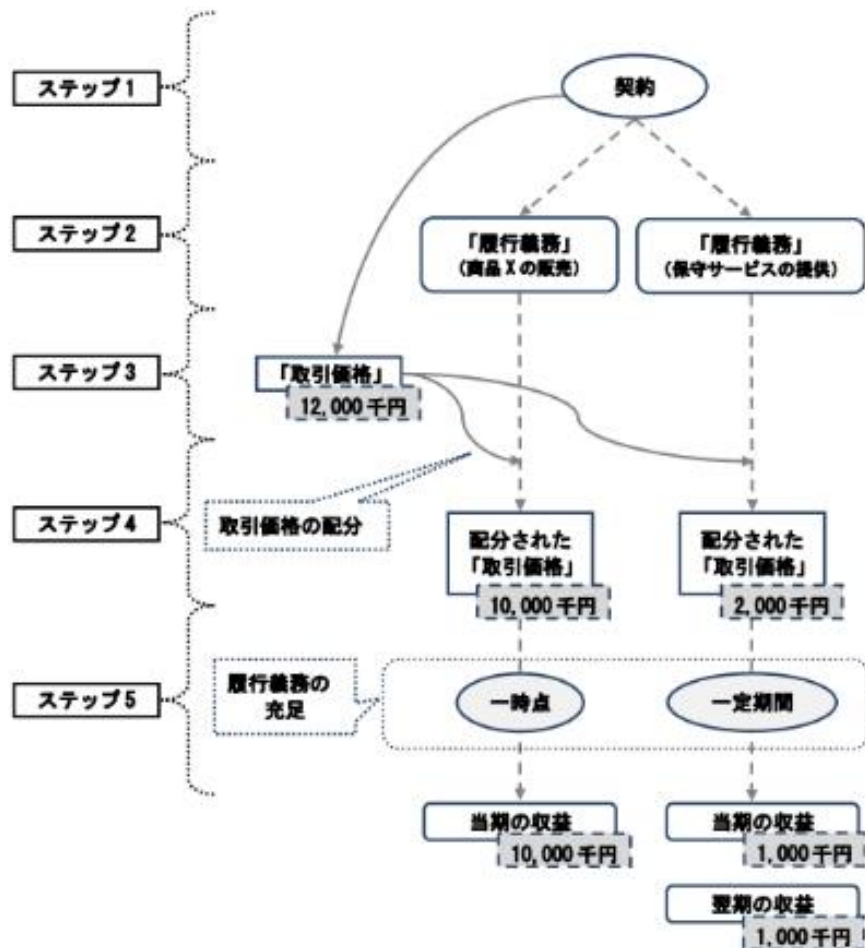 ステップ1
契約
ステップ2
「履行義務」
(商品Xの販売)
「履行義務」
(保守サービスの提供)
ステップ3
「取引価格」
12,000千円
ステップ4
取引価格の配分
配分された
「取引価格」
10,000千円
配分された
「取引価格」
2,000千円
ステップ5
履行義務の
充足
一時点
一定期間
当期の収益
10,000千円
当期の収益
1,000千円
翌期の収益
1,000千円